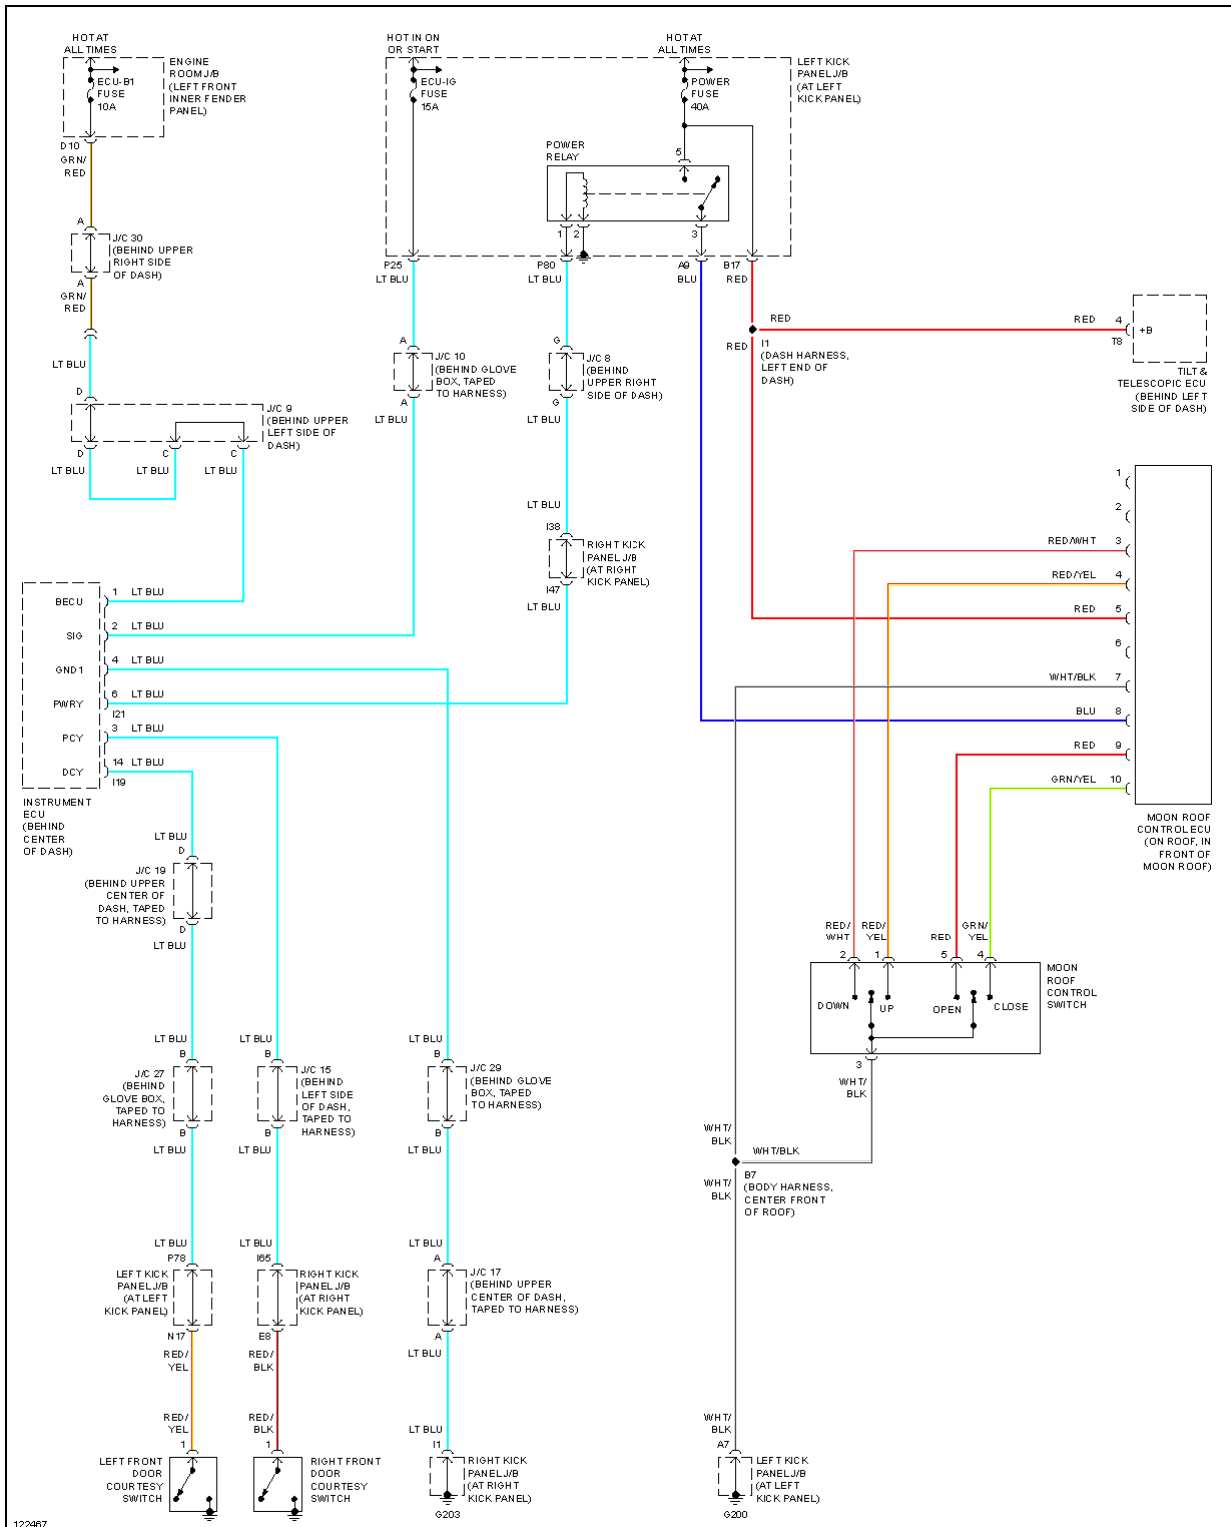 HOT AT
ALL TIMES
ENGINE
ROOM J/B
(LEFT FRONT
INNER FENDER
PANEL)
ECU-B1
FUSE
10A
D10
GRN/
RED
A
J/C 30
(BEHIND UPPER
RIGHT SIDE
OF DASH)
A
GRN/
RED
LT BLU
D
J/C 9
(BEHIND UPPER
LEFT SIDE OF
DASH)
D
C
C
LT BLU
LT BLU
LT BLU
HOT IN ON
OR START
HOT AT
ALL TIMES
LEFT KICK
PANEL J/B
(AT LEFT
KICK PANEL)
ECU-IG
FUSE
15A
POWER
FUSE
40A
POWER
RELAY
5
1
2
3
P25
P80
A9
B17
LT BLU
LT BLU
BLU
RED
A
J/C 10
(BEHIND GLOVE
BOX, TAPED
TO HARNESS)
A
LT BLU
G
J/C 8
(BEHIND
UPPER RIGHT
SIDE OF DASH)
G
LT BLU
LT BLU
I38
RIGHT KICK
PANEL J/B
(AT RIGHT
KICK PANEL)
I47
LT BLU
RED
RED
I1
(DASH HARNESS,
LEFT END OF
DASH)
RED
4
+B
T8
TILT &
TELESCOPIC ECU
(BEHIND LEFT
SIDE OF DASH)
BECU
1
LT BLU
SIG
2
LT BLU
GND1
4
LT BLU
PWRY
6
LT BLU
I21
PCY
3
LT BLU
DCY
14
LT BLU
I19
INSTRUMENT
ECU
(BEHIND
CENTER
OF DASH)
1
2
RED/WHT
3
RED/YEL
4
RED
5
6
WHT/BLK
7
BLU
8
RED
9
GRN/YEL
10
MOON ROOF
CONTROL ECU
(ON ROOF, IN
FRONT OF
MOON ROOF)
LT BLU
D
J/C 19
(BEHIND UPPER
CENTER OF
DASH, TAPED
TO HARNESS)
D
LT BLU
RED/
WHT
RED/
YEL
RED
GRN/
YEL
2
1
5
4
MOON
ROOF
CONTROL
SWITCH
DOWN
UP
OPEN
CLOSE
3
WHT/
BLK
LT BLU
B
J/C 27
(BEHIND
GLOVE BOX,
TAPED TO
HARNESS)
B
LT BLU
LT BLU
B
J/C 15
(BEHIND
LEFT SIDE
OF DASH,
TAPED TO
HARNESS)
B
LT BLU
LT BLU
B
J/C 29
(BEHIND GLOVE
BOX, TAPED
TO HARNESS)
B
LT BLU
WHT/
BLK
WHT/BLK
WHT/
BLK
B7
(BODY HARNESS,
CENTER FRONT
OF ROOF)
LT BLU
P78
LEFT KICK
PANEL J/B
(AT LEFT
KICK PANEL)
N17
RED/
YEL
LT BLU
I65
RIGHT KICK
PANEL J/B
(AT RIGHT
KICK PANEL)
E8
RED/
BLK
LT BLU
A
J/C 17
(BEHIND UPPER
CENTER OF DASH,
TAPED TO HARNESS)
A
LT BLU
RED/
YEL
1
LEFT FRONT
DOOR
COURTESY
SWITCH
RED/
BLK
1
RIGHT FRONT
DOOR
COURTESY
SWITCH
LT BLU
I1
RIGHT KICK
PANEL J/B
(AT RIGHT
KICK PANEL)
G203
WHT/
BLK
A7
LEFT KICK
PANEL J/B
(AT LEFT
KICK PANEL)
G200
122467